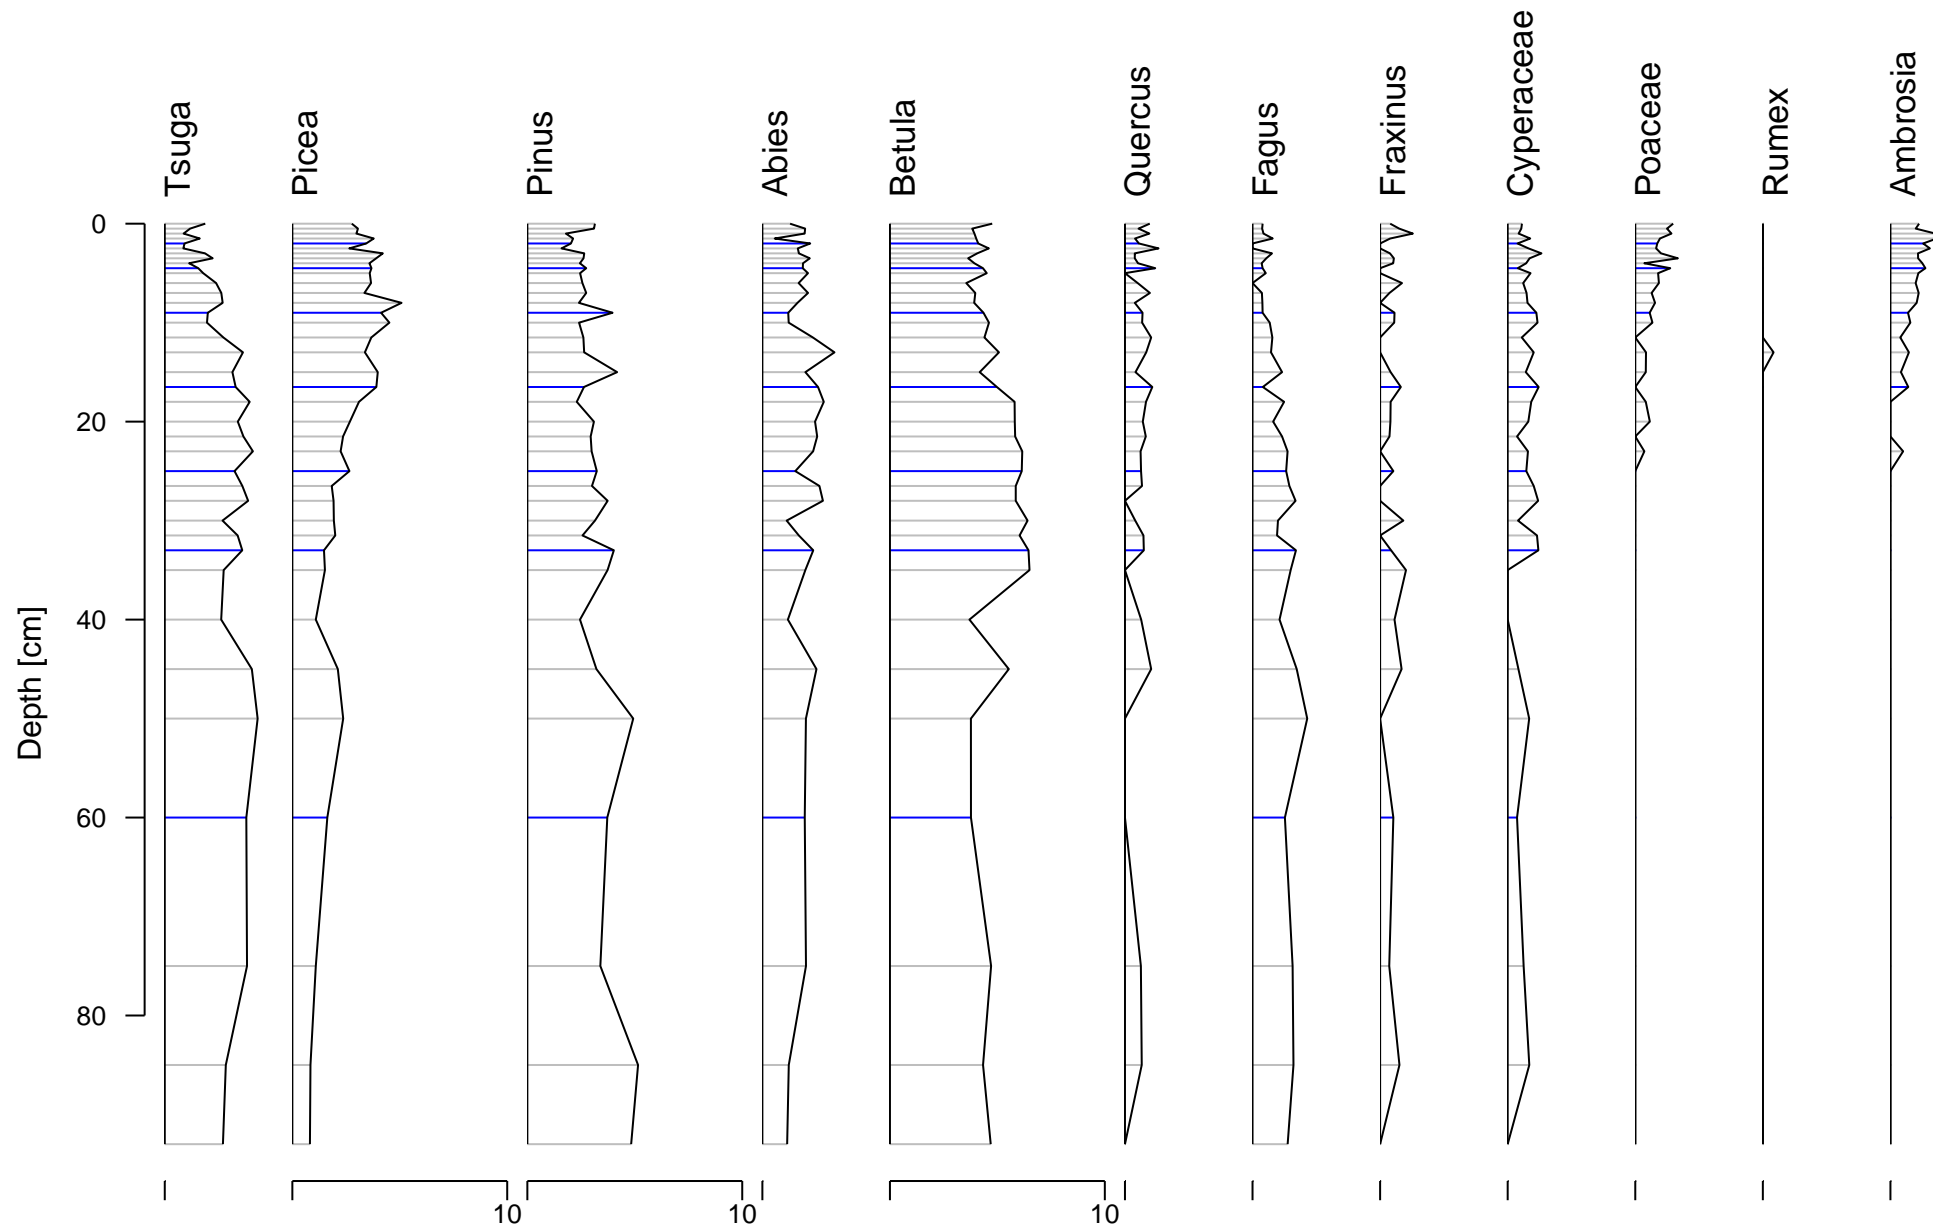 Tsuga
Picea
Pinus
Abies
Betula
Quercus
Fagus
Fraxinus
Cyperaceae
Poaceae
Rumex
Ambrosia
Depth [cm]
0
20
40
60
80
10
10
10